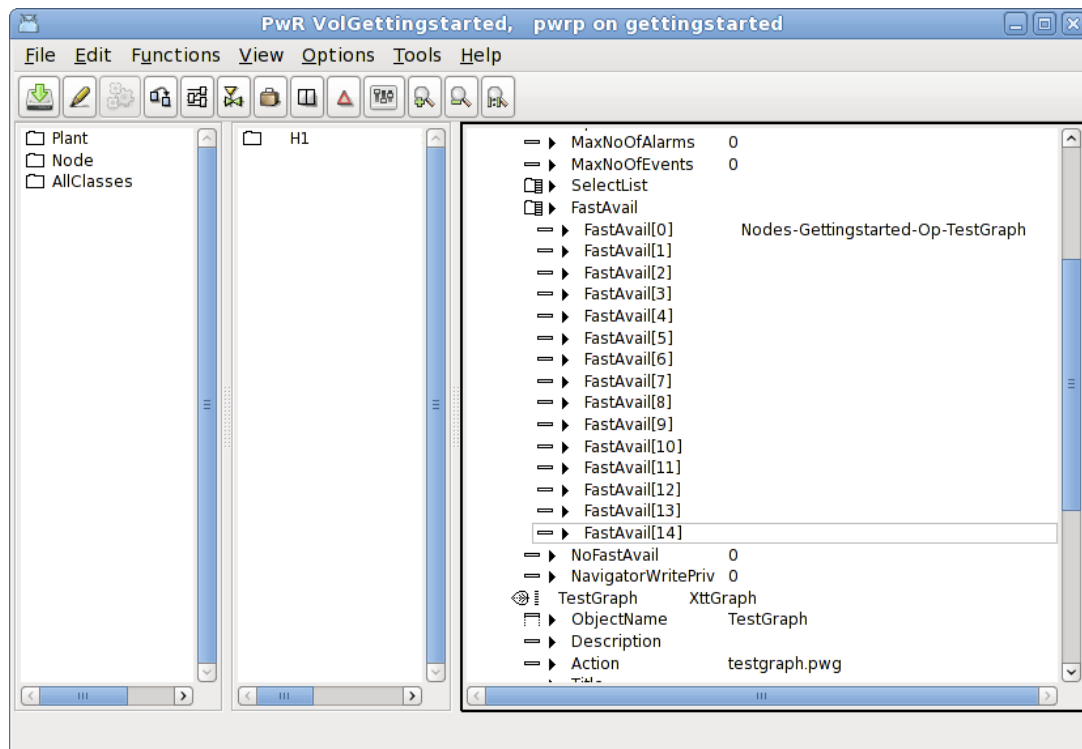 PwR VolGettingstarted, pwrp on gettingstarted
File Edit Functions View Options Tools Help
Plant
Node
AllClasses
H1
MaxNoOfAlarms 0
MaxNoOfEvents 0
SelectList
FastAvail
FastAvail[0] Nodes-Gettingstarted-Op-TestGraph
FastAvail[1]
FastAvail[2]
FastAvail[3]
FastAvail[4]
FastAvail[5]
FastAvail[6]
FastAvail[7]
FastAvail[8]
FastAvail[9]
FastAvail[10]
FastAvail[11]
FastAvail[12]
FastAvail[13]
FastAvail[14]
NoFastAvail 0
NavigatorWritePriv 0
TestGraph XttGraph
ObjectName TestGraph
Description
Action testgraph.pwg
Title